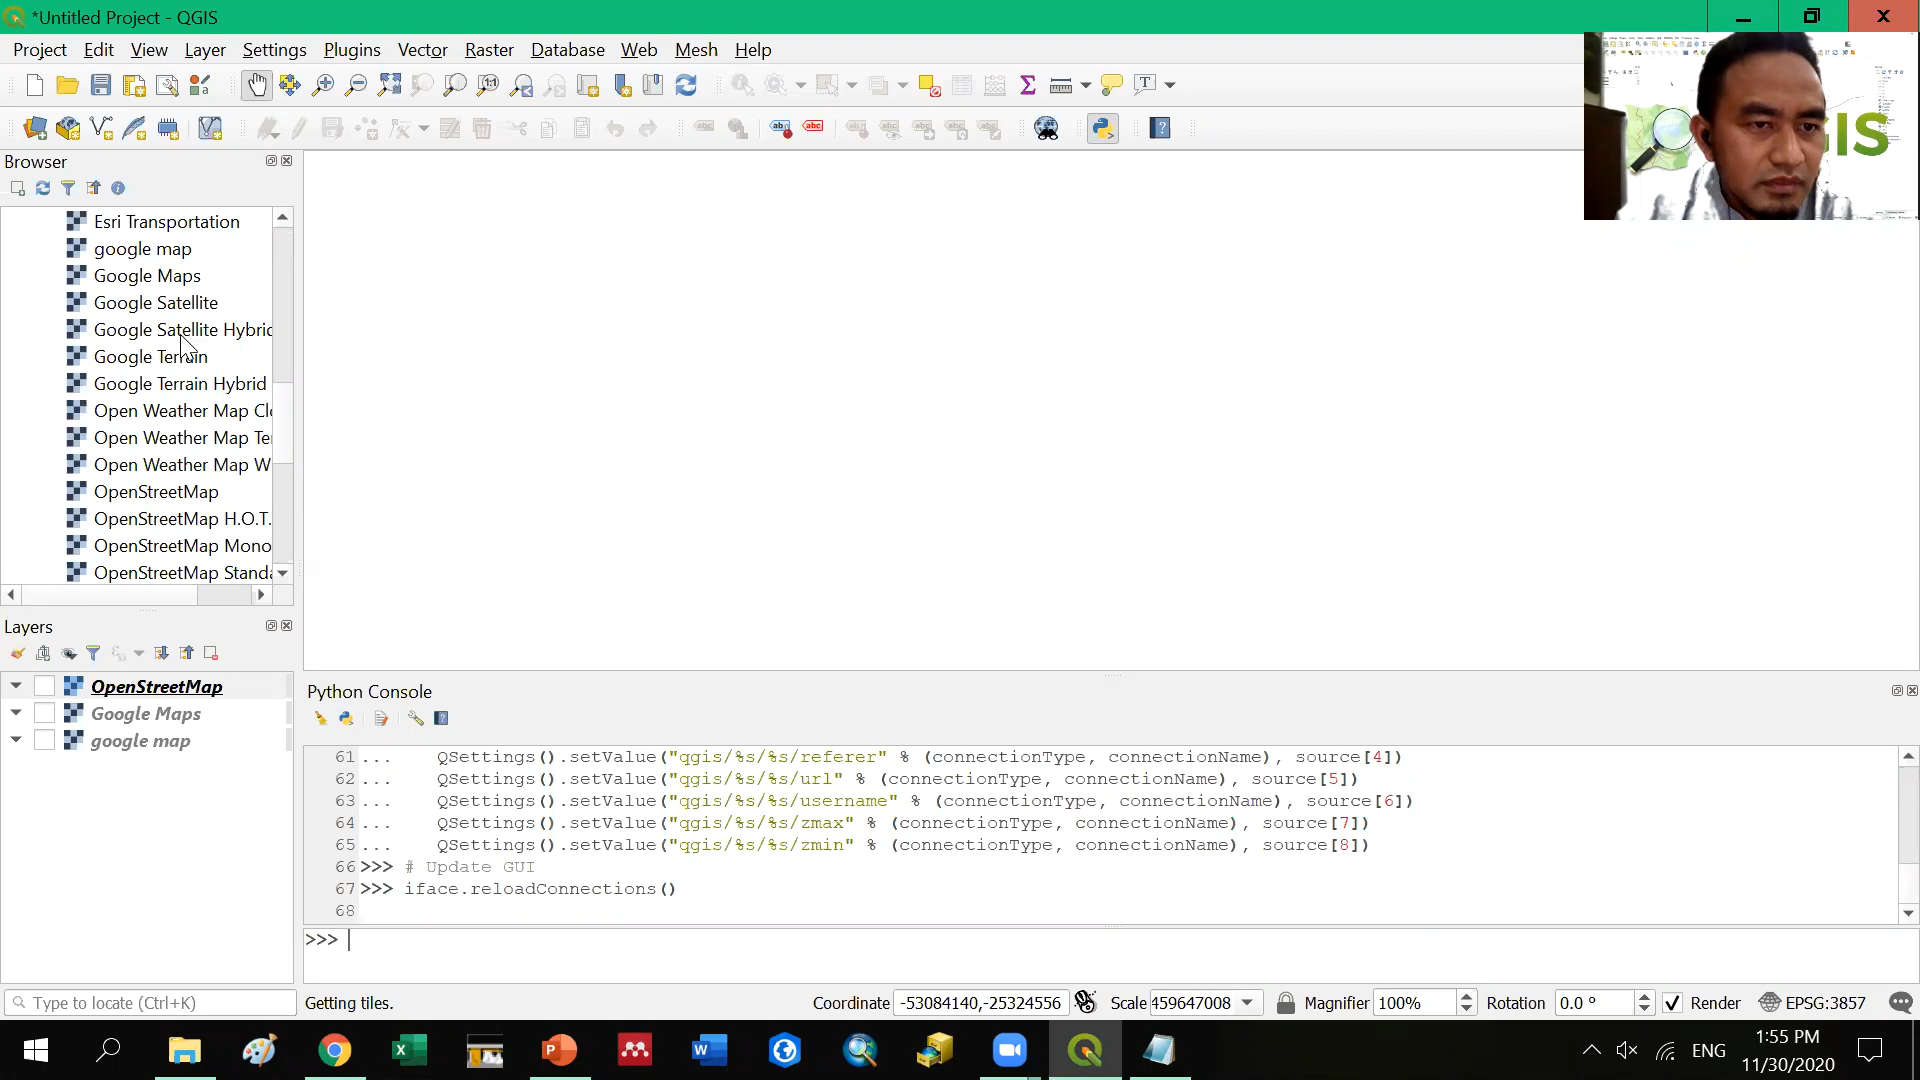 *Untitled Project - QGIS
Project Edit View Layer Settings Plugins Vector Raster Database Web Mesh Help
Browser
Esri Transportation
google map
Google Maps
Google Satellite
Google Satellite Hybrid
Google Terrain
Google Terrain Hybrid
Open Weather Map Cl
Open Weather Map Te
Open Weather Map W
OpenStreetMap
OpenStreetMap H.O.T.
OpenStreetMap Mono
OpenStreetMap Standa
Layers
OpenStreetMap
Google Maps
google map
Python Console
61 ... QSettings().setValue("qgis/%s/%s/referer" % (connectionType, connectionName), source[4])
62 ... QSettings().setValue("qgis/%s/%s/url" % (connectionType, connectionName), source[5])
63 ... QSettings().setValue("qgis/%s/%s/username" % (connectionType, connectionName), source[6])
64 ... QSettings().setValue("qgis/%s/%s/zmax" % (connectionType, connectionName), source[7])
65 ... QSettings().setValue("qgis/%s/%s/zmin" % (connectionType, connectionName), source[8])
66 >>> # Update GUI
67 >>> iface.reloadConnections()
68
>>>
Type to locate (Ctrl+K) Getting tiles. Coordinate -53084140,-25324556 Scale 459647008 Magnifier 100% Rotation 0.0 ° Render EPSG:3857
ENG
1:55 PM
11/30/2020